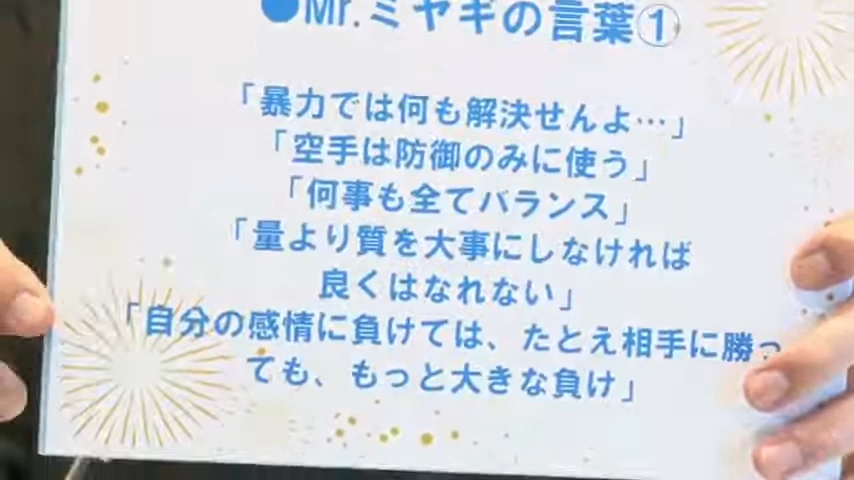 ●Mr.ミヤギの言葉①
「暴力では何も解決せんよ…」
「空手は防御のみに使う」
「何事も全てバランス」
「量より質を大事にしなければ
良くはなれない」
「自分の感情に負けては、たとえ相手に勝っ
ても、もっと大きな負け」